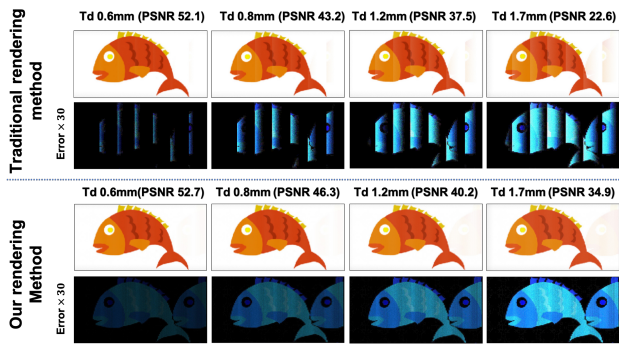 Td 0.6mm (PSNR 52.1) Td 0.8mm (PSNR 43.2) Td 1.2mm (PSNR 37.5) Td 1.7mm (PSNR 22.6)
Traditional rendering
method
Error × 30
Td 0.6mm(PSNR 52.7) Td 0.8mm (PSNR 46.3) Td 1.2mm (PSNR 40.2) Td 1.7mm (PSNR 34.9)
Our rendering
Method
Error × 30